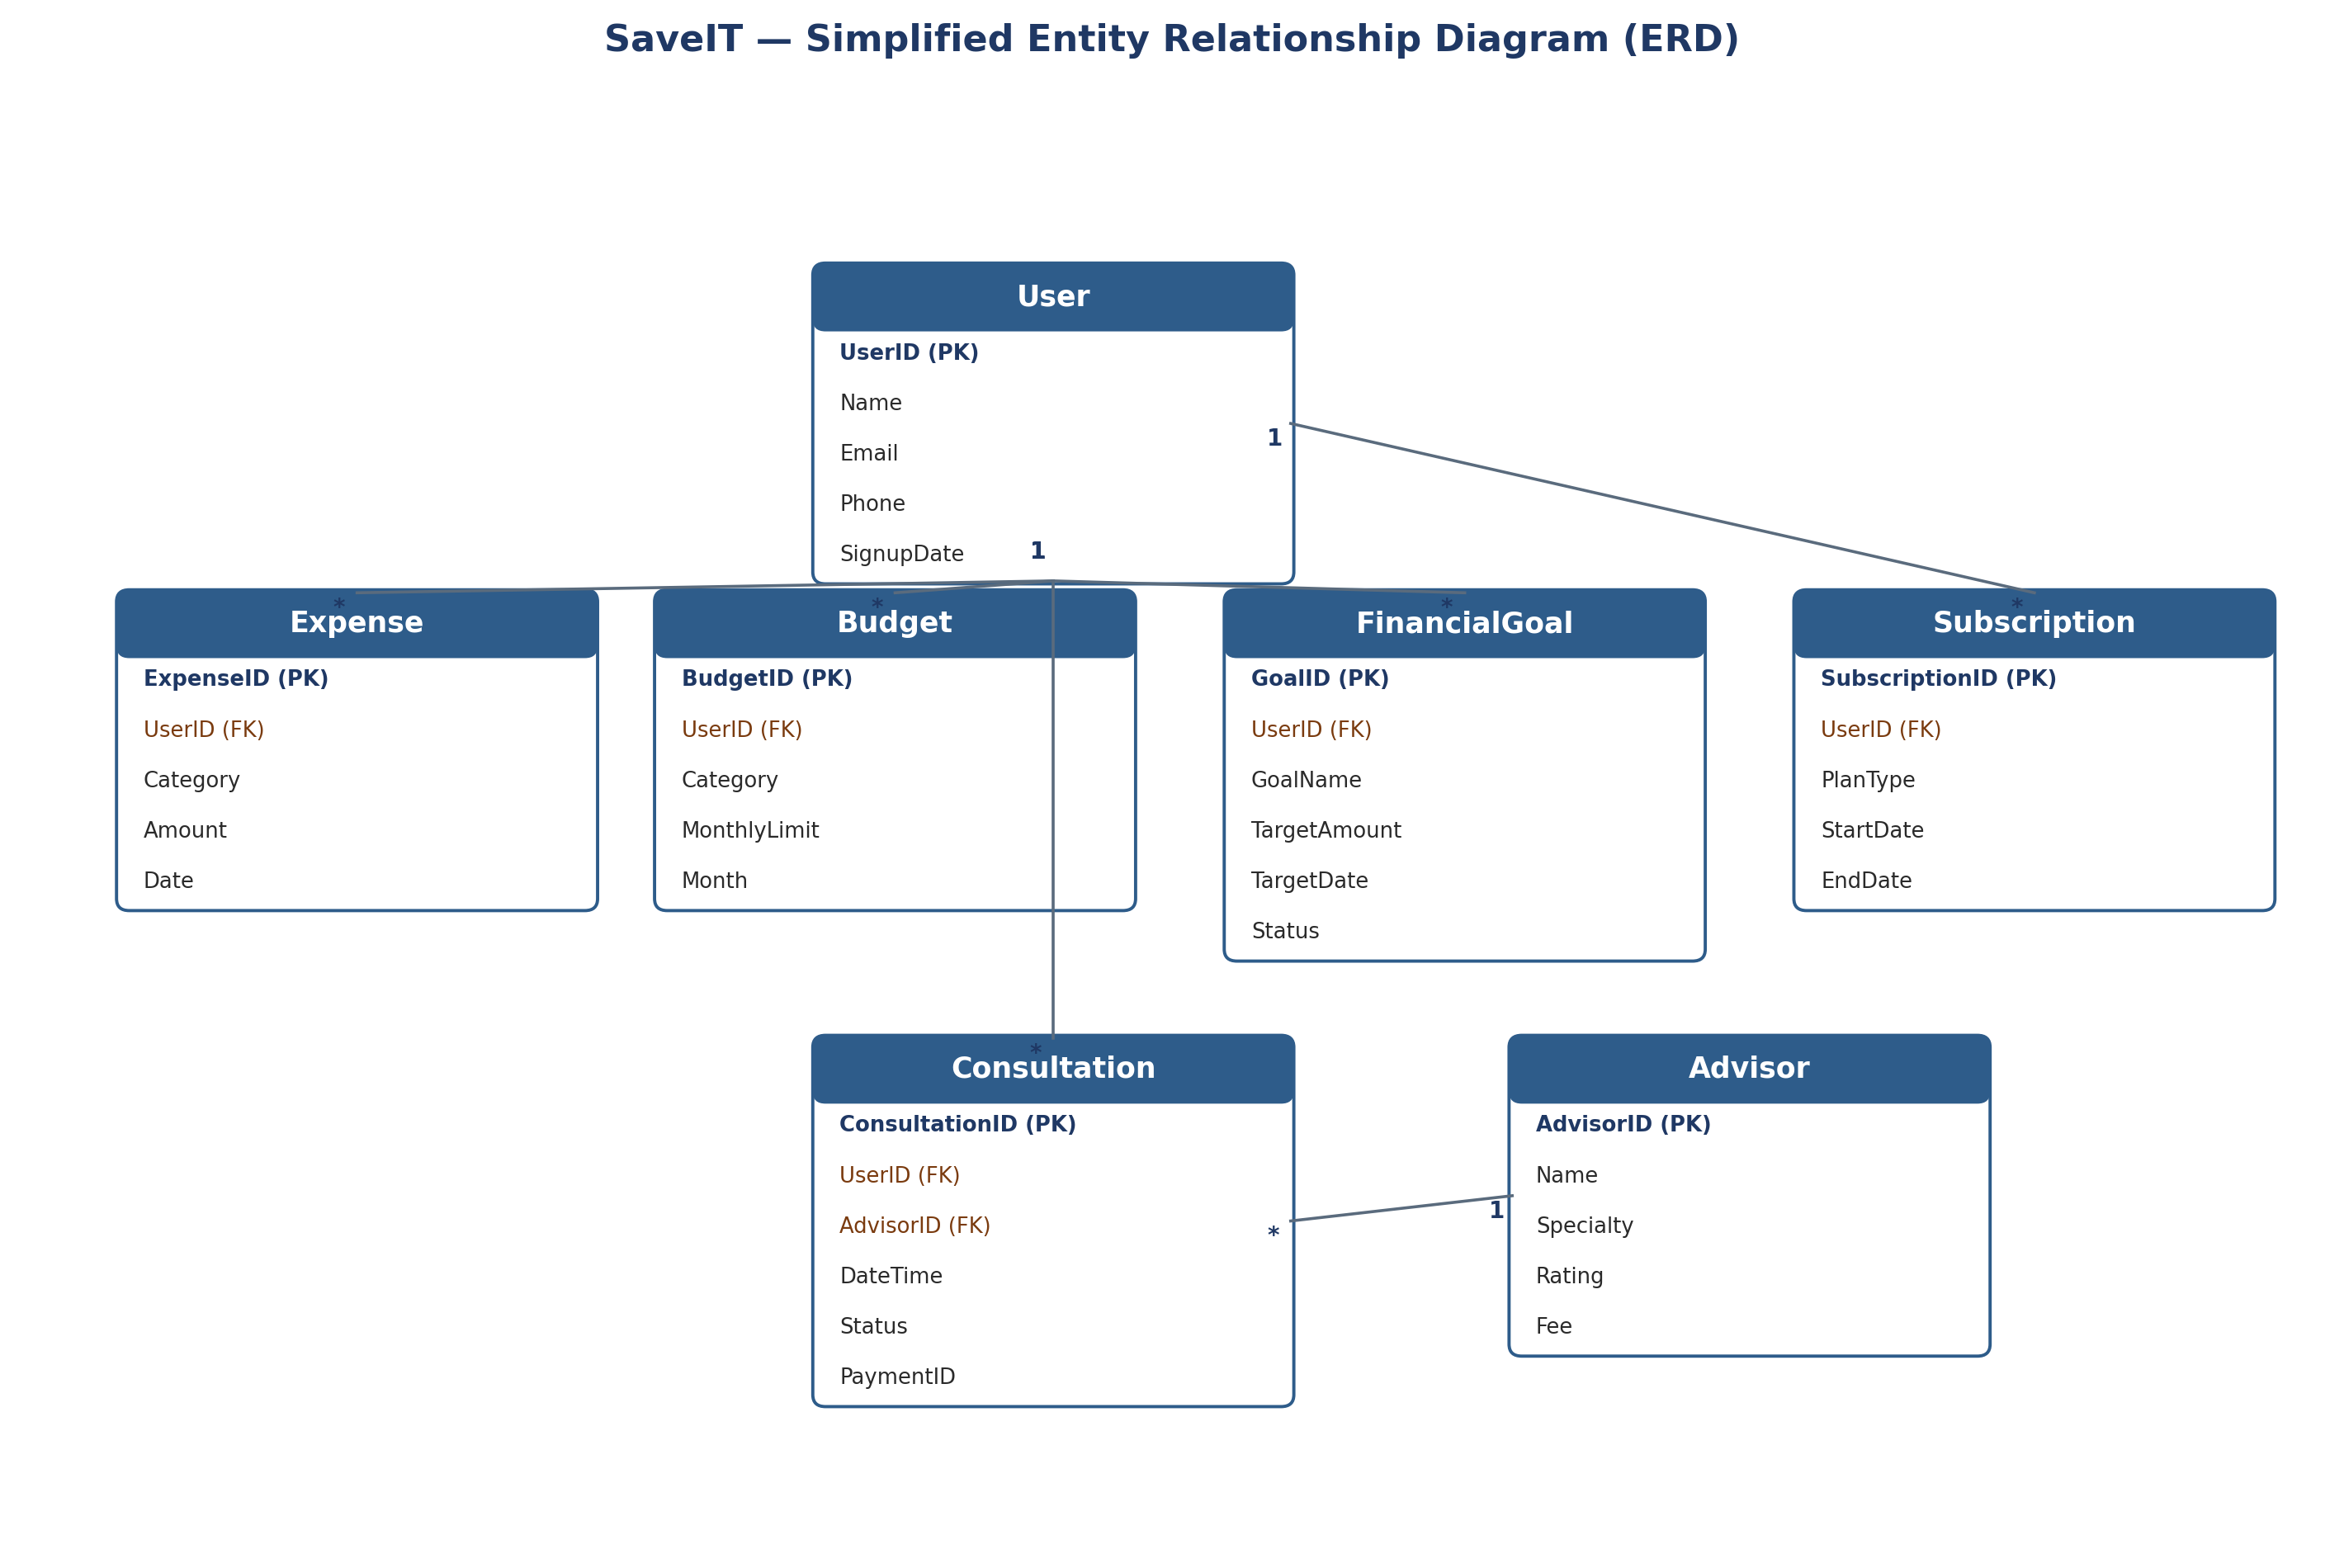 SaveIT — Simplified Entity Relationship Diagram (ERD)
User
UserID (PK)
Name
Email
Phone
SignupDate
1
1
*
Expense
ExpenseID (PK)
UserID (FK)
Category
Amount
Date
*
Budget
BudgetID (PK)
UserID (FK)
Category
MonthlyLimit
Month
*
FinancialGoal
GoalID (PK)
UserID (FK)
GoalName
TargetAmount
TargetDate
Status
*
Subscription
SubscriptionID (PK)
UserID (FK)
PlanType
StartDate
EndDate
*
Consultation
ConsultationID (PK)
UserID (FK)
AdvisorID (FK)
DateTime
Status
PaymentID
*
1
Advisor
AdvisorID (PK)
Name
Specialty
Rating
Fee